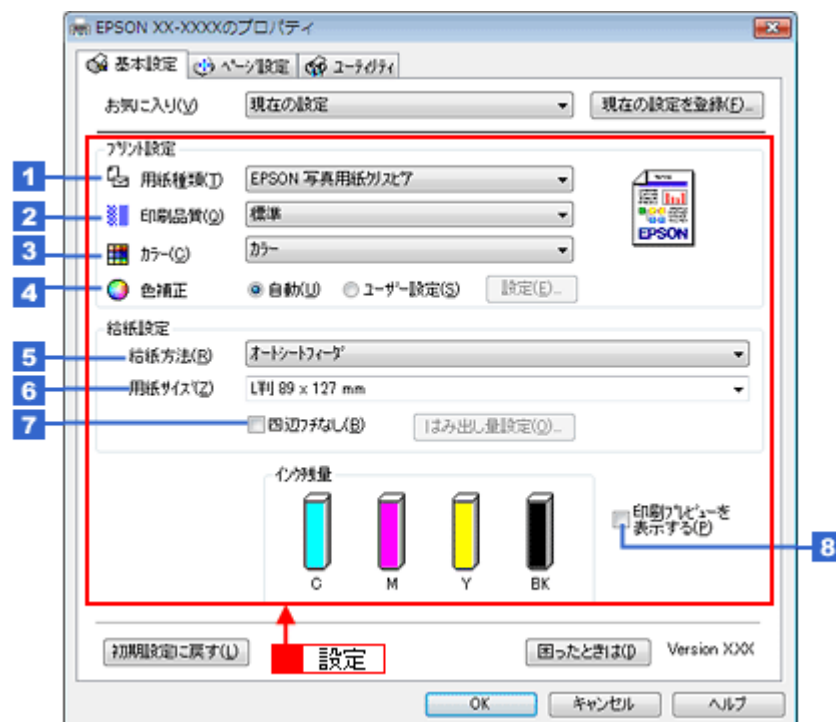 EPSON XX-XXXXのプロパティ
基本設定 ページ設定 ユーティリティ
お気に入り(V) 現在の設定 現在の設定を登録(F)...
プリント設定
1 用紙種類(T) EPSON 写真用紙クリスピア
2 印刷品質(Q) 標準
EPSON
3 カラー(C) カラー
4 色補正 自動(U) ユーザー設定(S) 設定(E)...
給紙設定
5 給紙方法(R) オートシートフィーダ
6 用紙サイズ(Z) L判 89 x 127 mm
7 四辺フチなし(B) はみ出し量設定(O)...
インク残量
印刷プレビューを
表示する(P)
8
C M Y BK
初期設定に戻す(L) 設定 困ったときは(I) Version X.XX
OK キャンセル ヘルプ